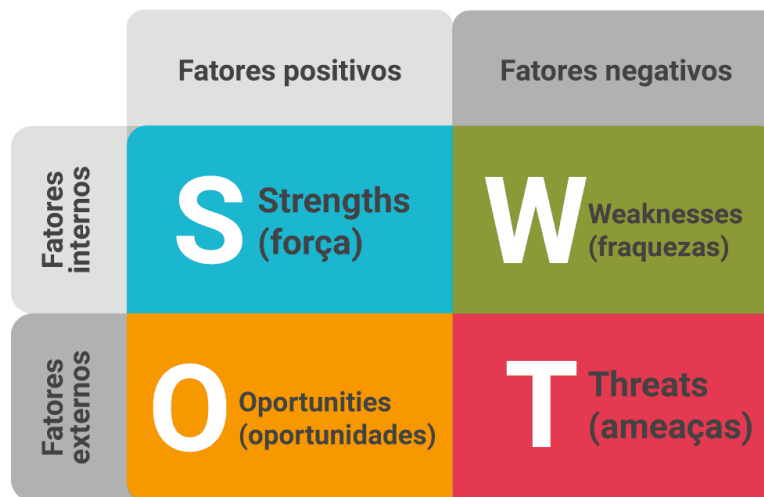 Fatores positivos
Fatores negativos
Fatores
internos
S
Strengths
(força)
W
Weaknesses
(fraquezas)
Fatores
externos
O
Oportunities
(oportunidades)
T
Threats
(ameaças)